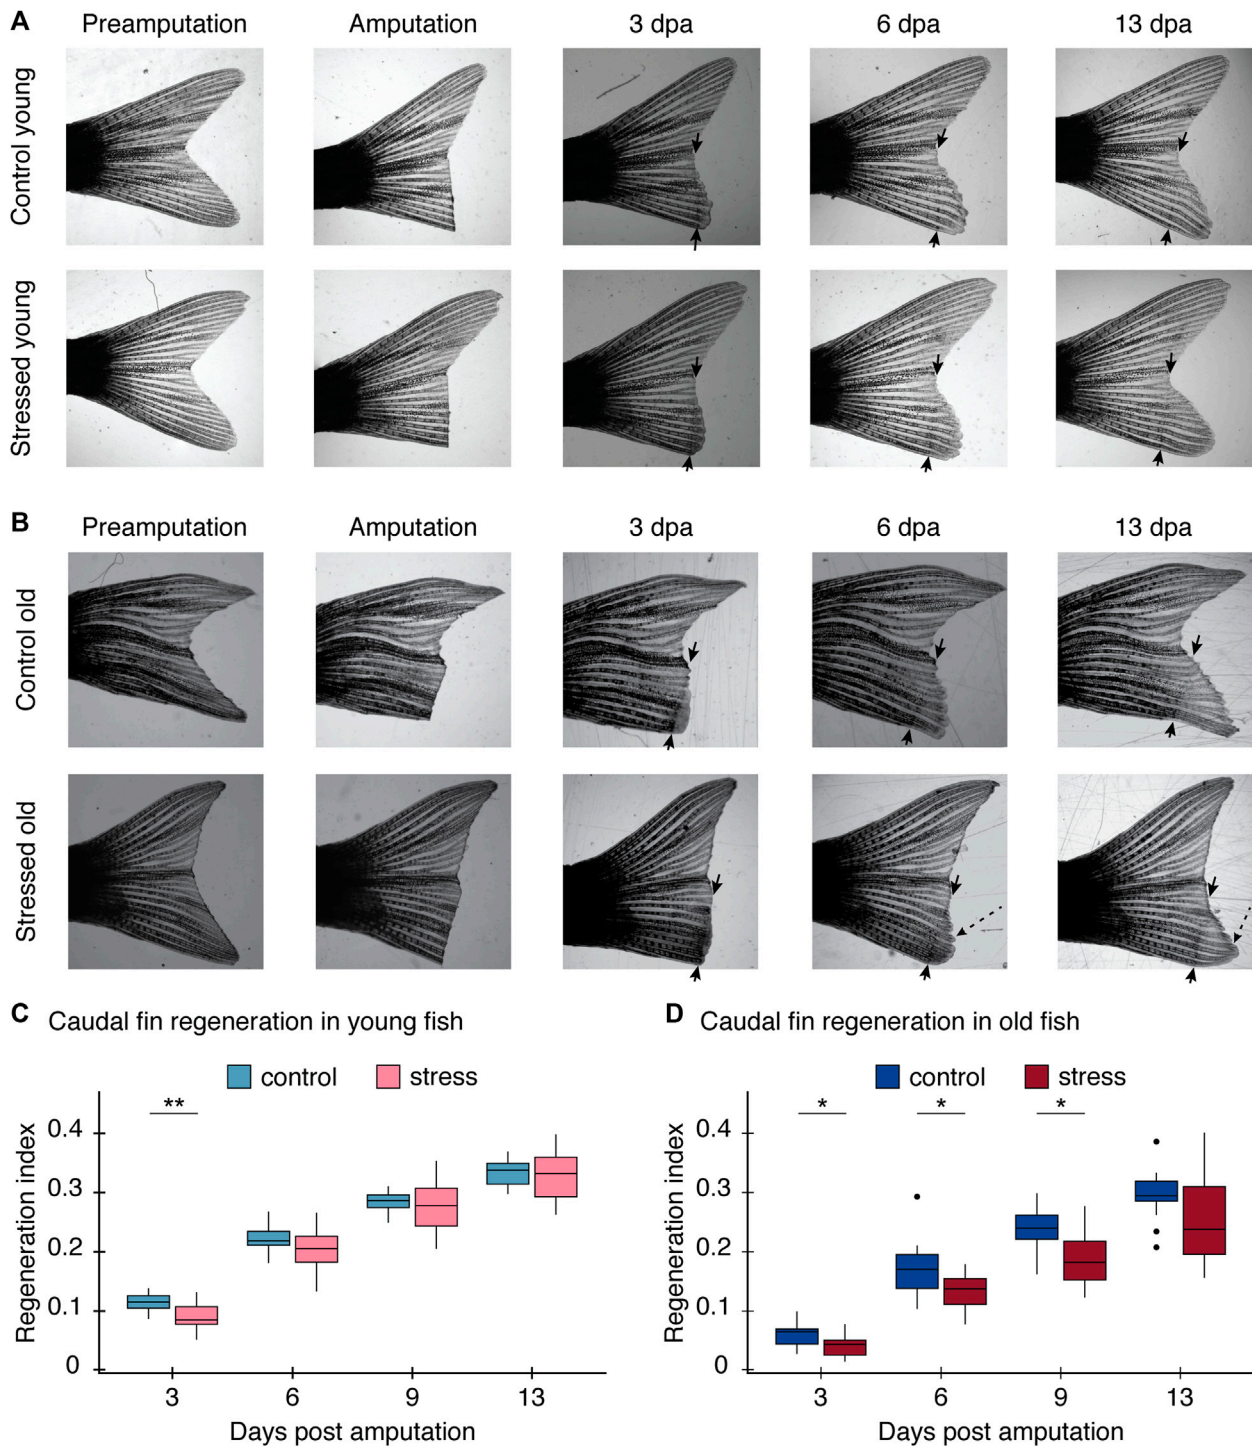 A
Preamputation Amputation 3 dpa 6 dpa 13 dpa
Control young
Stressed young
B
Preamputation Amputation 3 dpa 6 dpa 13 dpa
Control old
Stressed old
C Caudal fin regeneration in young fish
control stress
**
Regeneration index
0.4
0.3
0.2
0.1
0
3 6 9 13
Days post amputation
D Caudal fin regeneration in old fish
control stress
* * *
Regeneration index
0.4
0.3
0.2
0.1
0
3 6 9 13
Days post amputation